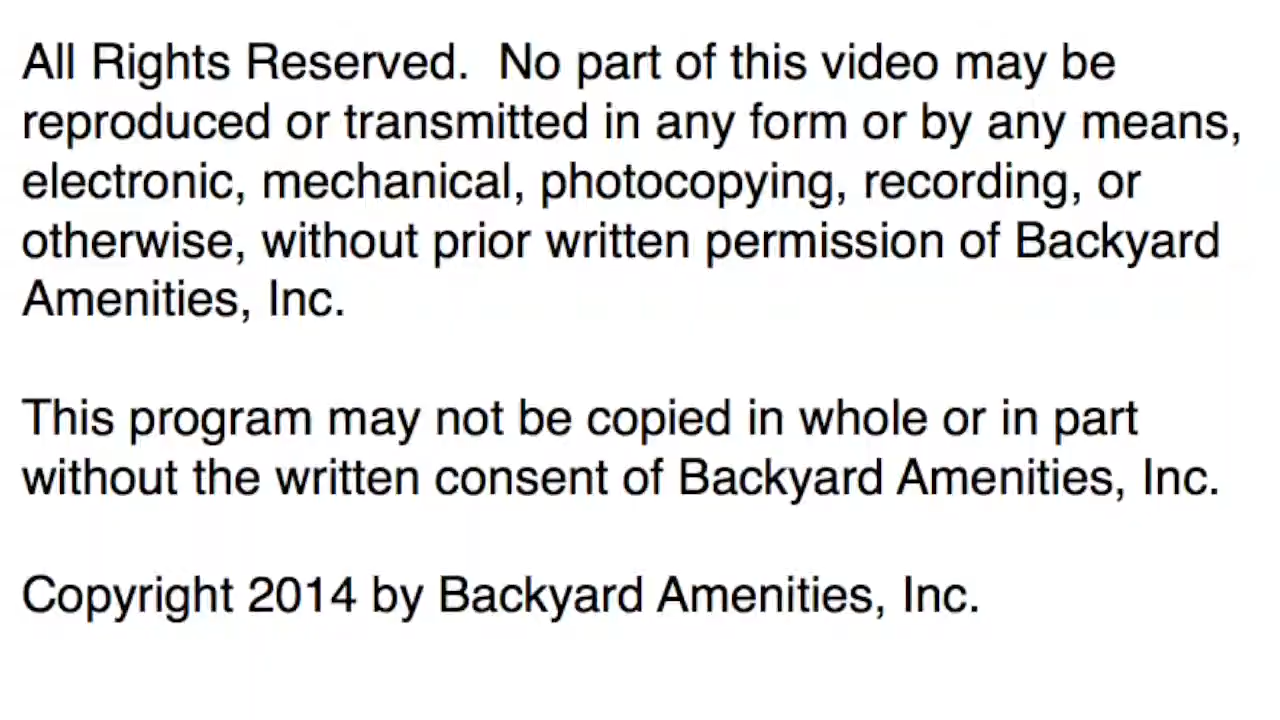 All Rights Reserved.  No part of this video may be
reproduced or transmitted in any form or by any means,
electronic, mechanical, photocopying, recording, or
otherwise, without prior written permission of Backyard
Amenities, Inc.
This program may not be copied in whole or in part
without the written consent of Backyard Amenities, Inc.
Copyright 2014 by Backyard Amenities, Inc.